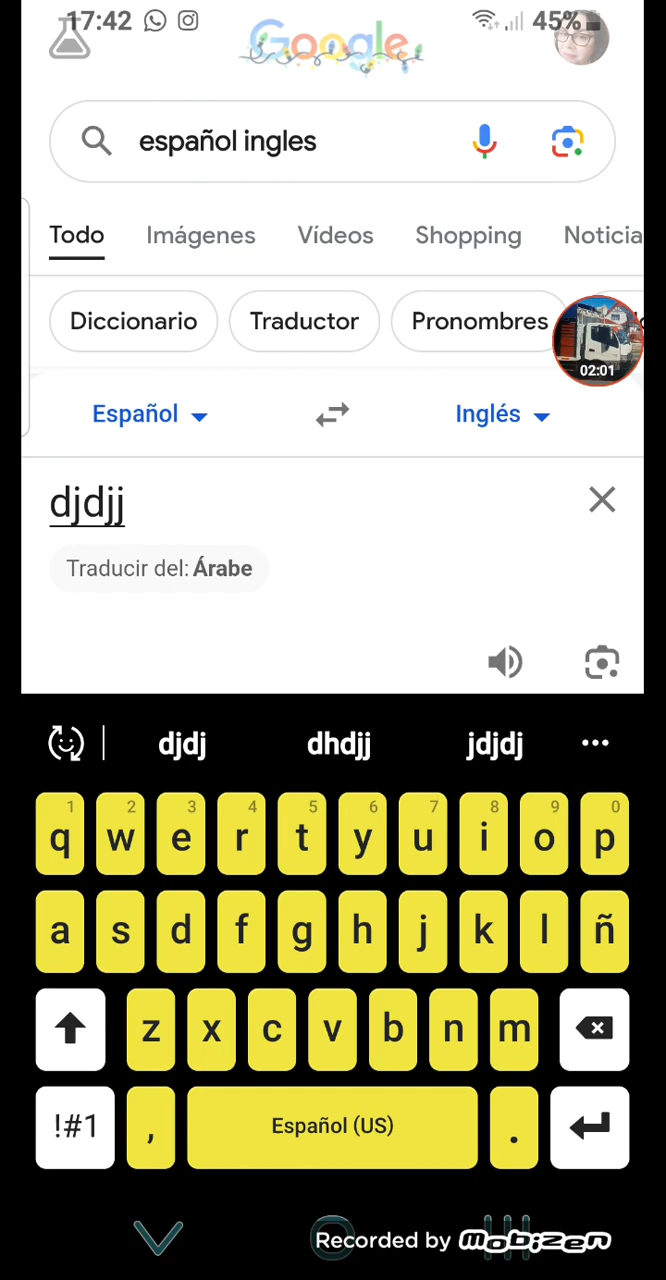 17:42 45%
Google
español ingles
Todo Imágenes Vídeos Shopping Noticia
Diccionario Traductor Pronombres
02:01
Español Inglés
djdjj
Traducir del: Árabe
djdj dhdjj jdjdj
1 2 3 4 5 6 7 8 9 0
q w e r t y u i o p
a s d f g h j k l ñ
z x c v b n m
!#1 , Español (US) .
Recorded by mobizen